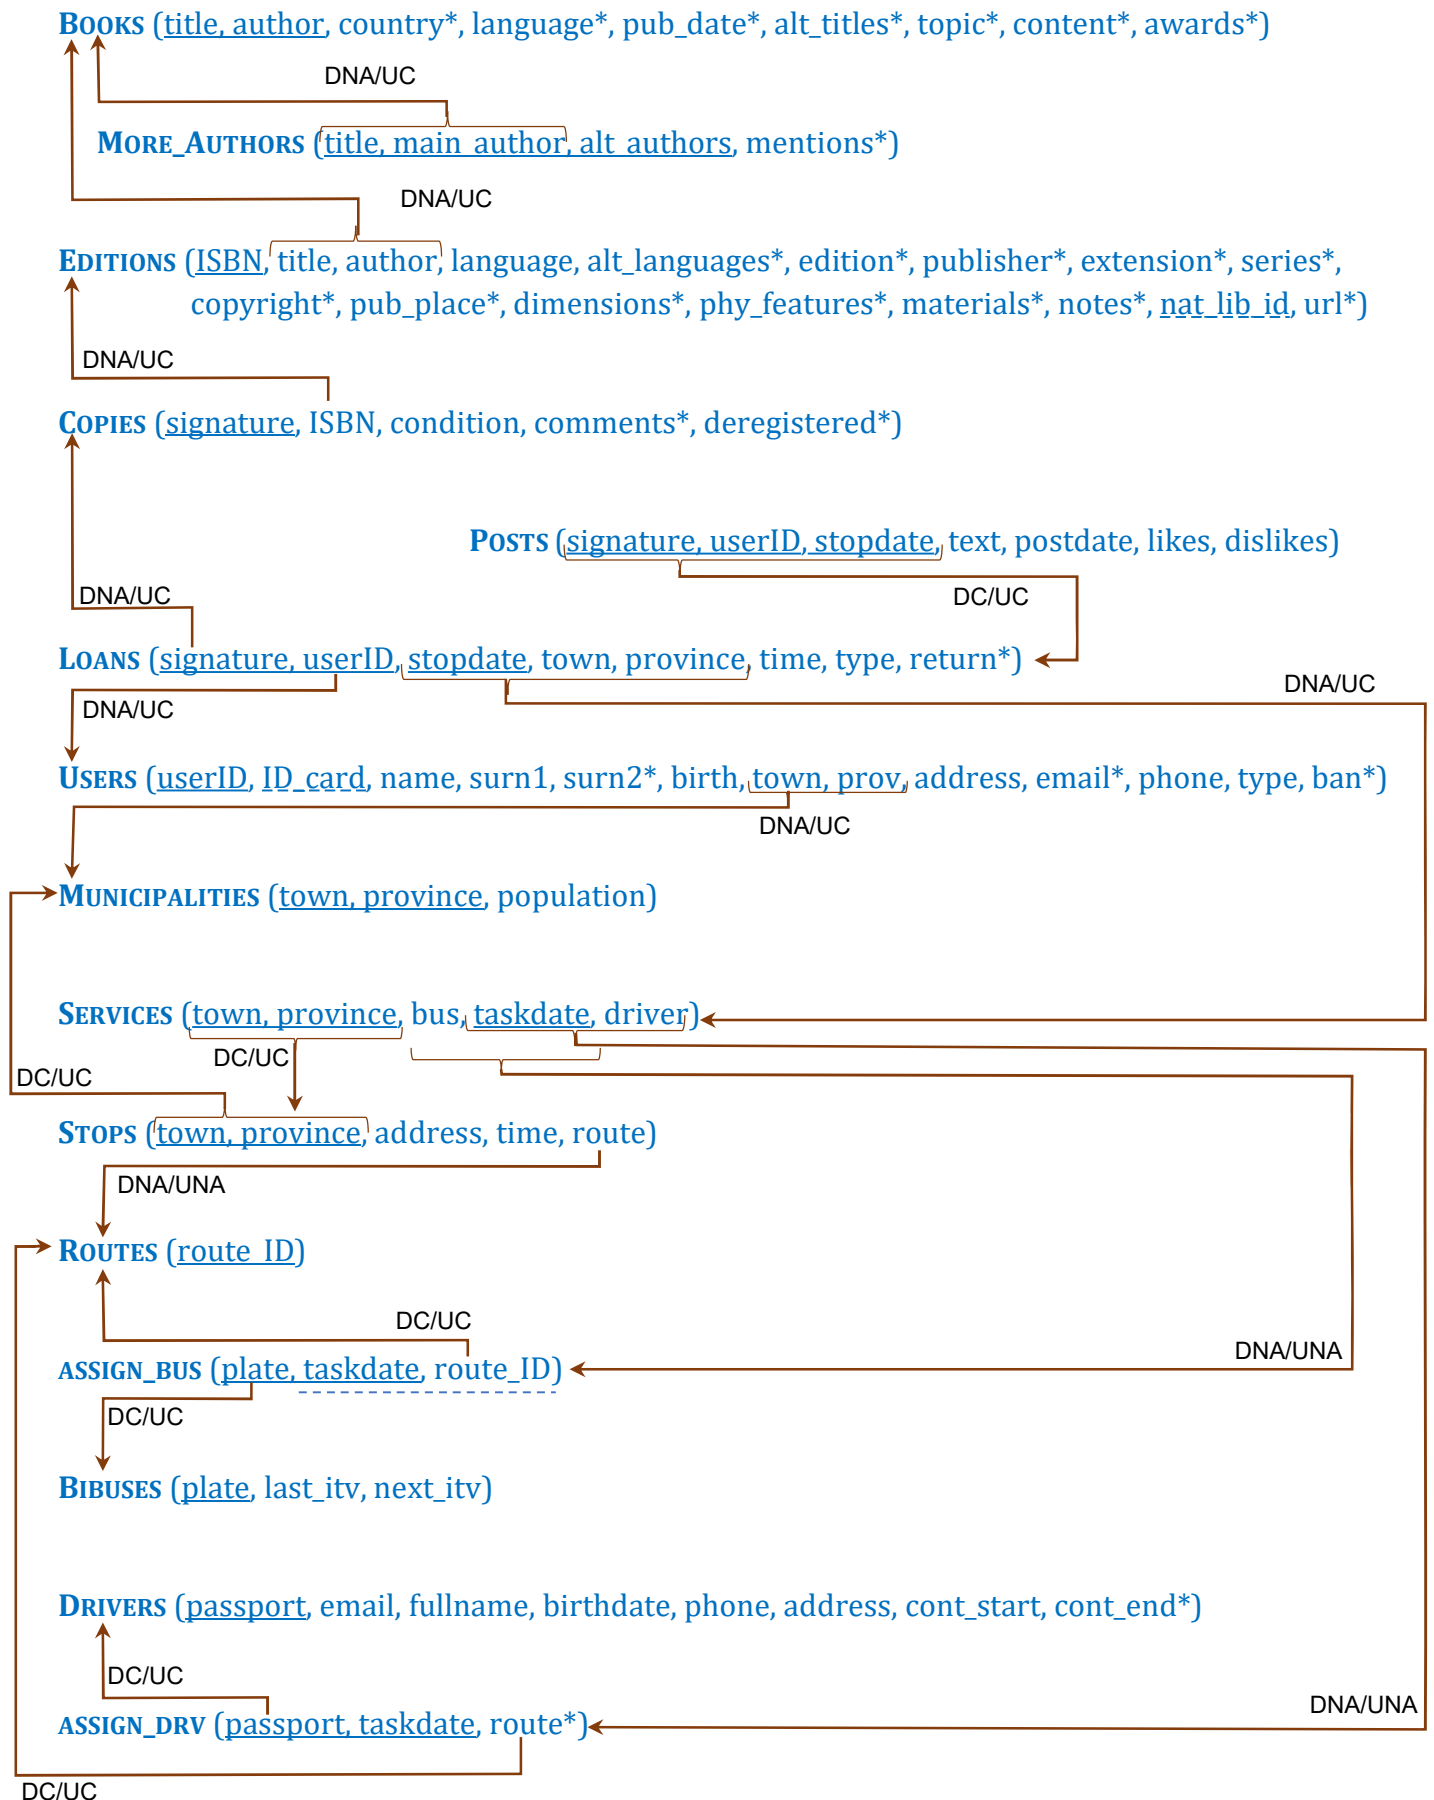 BOOKS (title, author, country*, language*, pub_date*, alt_titles*, topic*, content*, awards*)
DNA/UC
MORE_AUTHORS (title, main_author, alt_authors, mentions*)
DNA/UC
EDITIONS (ISBN, title, author, language, alt_languages*, edition*, publisher*, extension*, series*,
copyright*, pub_place*, dimensions*, phy_features*, materials*, notes*, nat_lib_id, url*)
DNA/UC
COPIES (signature, ISBN, condition, comments*, deregistered*)
POSTS (signature, userID, stopdate, text, postdate, likes, dislikes)
DNA/UC
DC/UC
LOANS (signature, userID, stopdate, town, province, time, type, return*)
DNA/UC
DNA/UC
USERS (userID, ID_card, name, surn1, surn2*, birth, town, prov, address, email*, phone, type, ban*)
DNA/UC
MUNICIPALITIES (town, province, population)
SERVICES (town, province, bus, taskdate, driver)
DC/UC
DC/UC
STOPS (town, province, address, time, route)
DNA/UNA
ROUTES (route_ID)
DC/UC
DNA/UNA
ASSIGN_BUS (plate, taskdate, route_ID)
DC/UC
BIBUSES (plate, last_itv, next_itv)
DRIVERS (passport, email, fullname, birthdate, phone, address, cont_start, cont_end*)
DC/UC
DNA/UNA
ASSIGN_DRV (passport, taskdate, route*)
DC/UC